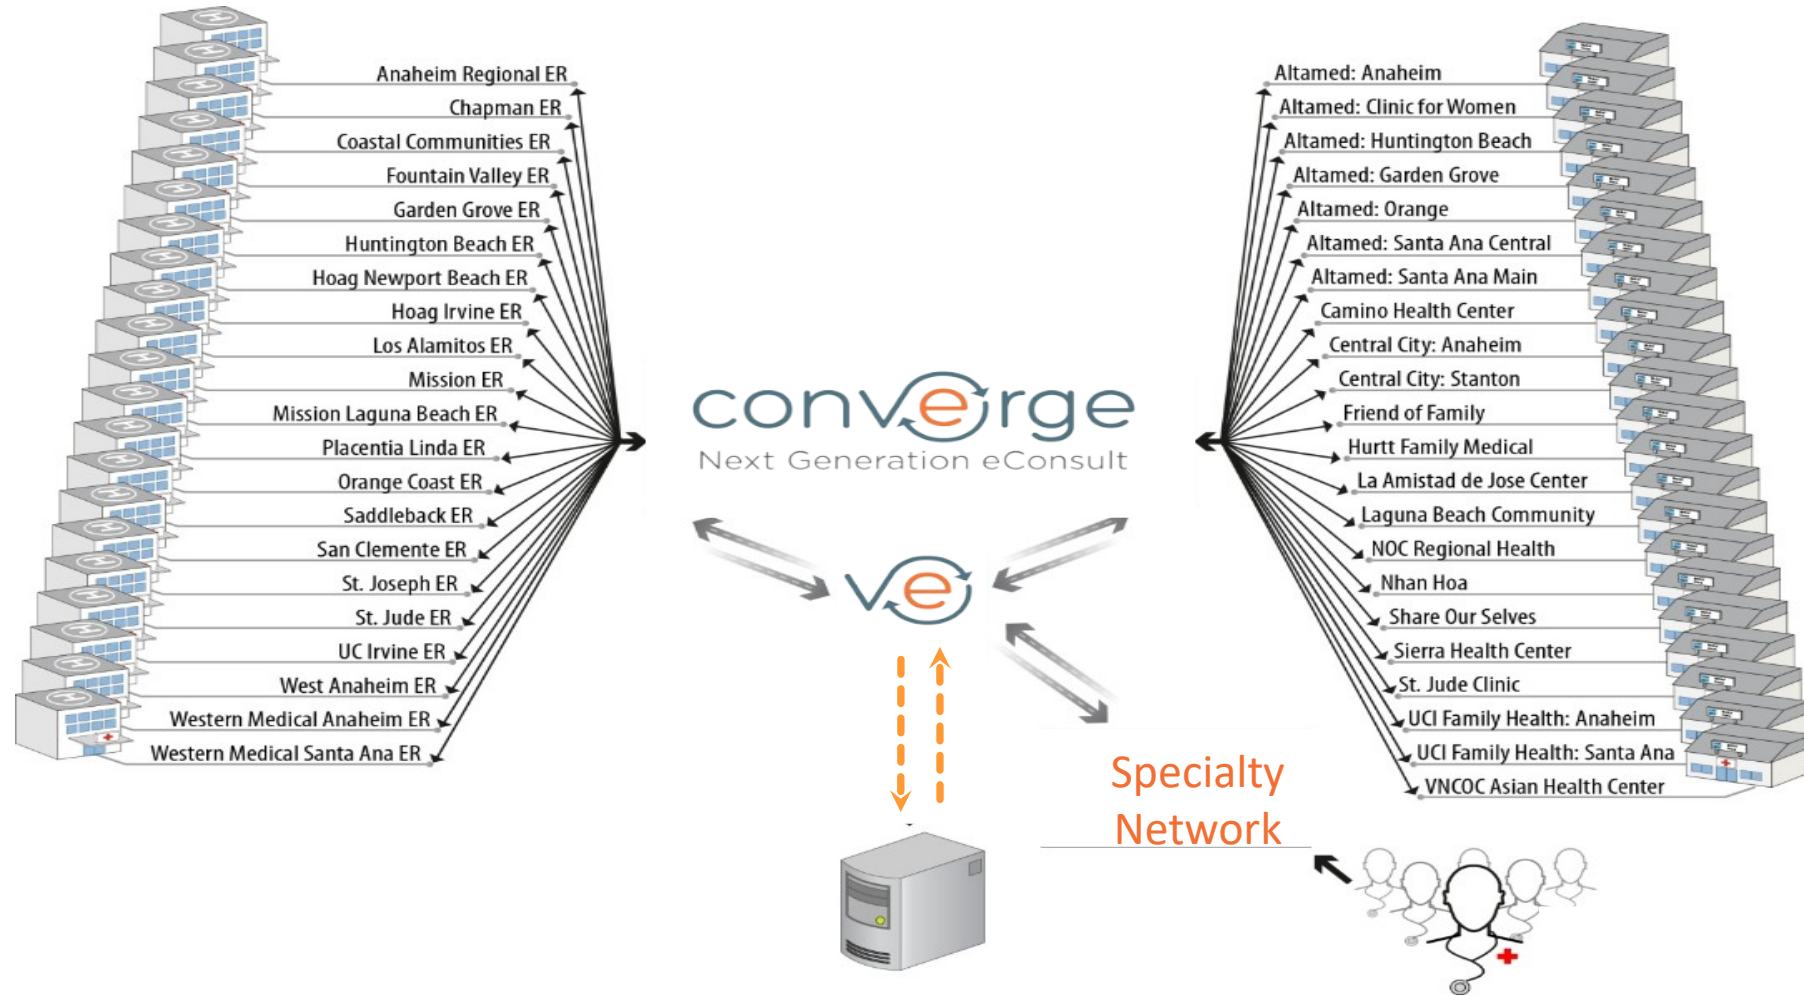 Anaheim Regional ER
Chapman ER
Coastal Communities ER
Fountain Valley ER
Garden Grove ER
Huntington Beach ER
Hoag Newport Beach ER
Hoag Irvine ER
Los Alamitos ER
Mission ER
Mission Laguna Beach ER
Placentia Linda ER
Orange Coast ER
Saddleback ER
San Clemente ER
St. Joseph ER
St. Jude ER
UC Irvine ER
West Anaheim ER
Western Medical Anaheim ER
Western Medical Santa Ana ER
converge
Next Generation eConsult
ve
Specialty
Network
Altamed: Anaheim
Altamed: Clinic for Women
Altamed: Huntington Beach
Altamed: Garden Grove
Altamed: Orange
Altamed: Santa Ana Central
Altamed: Santa Ana Main
Camino Health Center
Central City: Anaheim
Central City: Stanton
Friend of Family
Hurtt Family Medical
La Amistad de Jose Center
Laguna Beach Community
NOC Regional Health
Nhan Hoa
Share Our Selves
Sierra Health Center
St. Jude Clinic
UCI Family Health: Anaheim
UCI Family Health: Santa Ana
VNCOC Asian Health Center